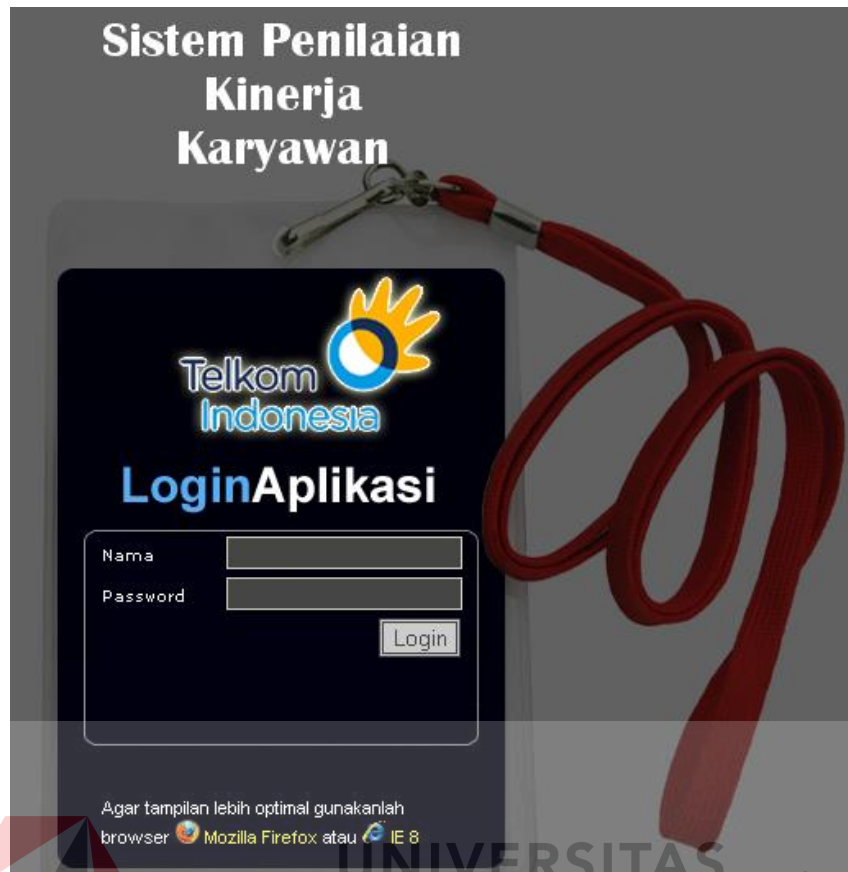 Sistem Penilaian
Kinerja
Karyawan
Telkom
Indonesia
LoginAplikasi
Nama
Password
Login
Agar tampilan lebih optimal gunakanlah
browser Mozilla Firefox atau IE 8
UNIVERSITAS